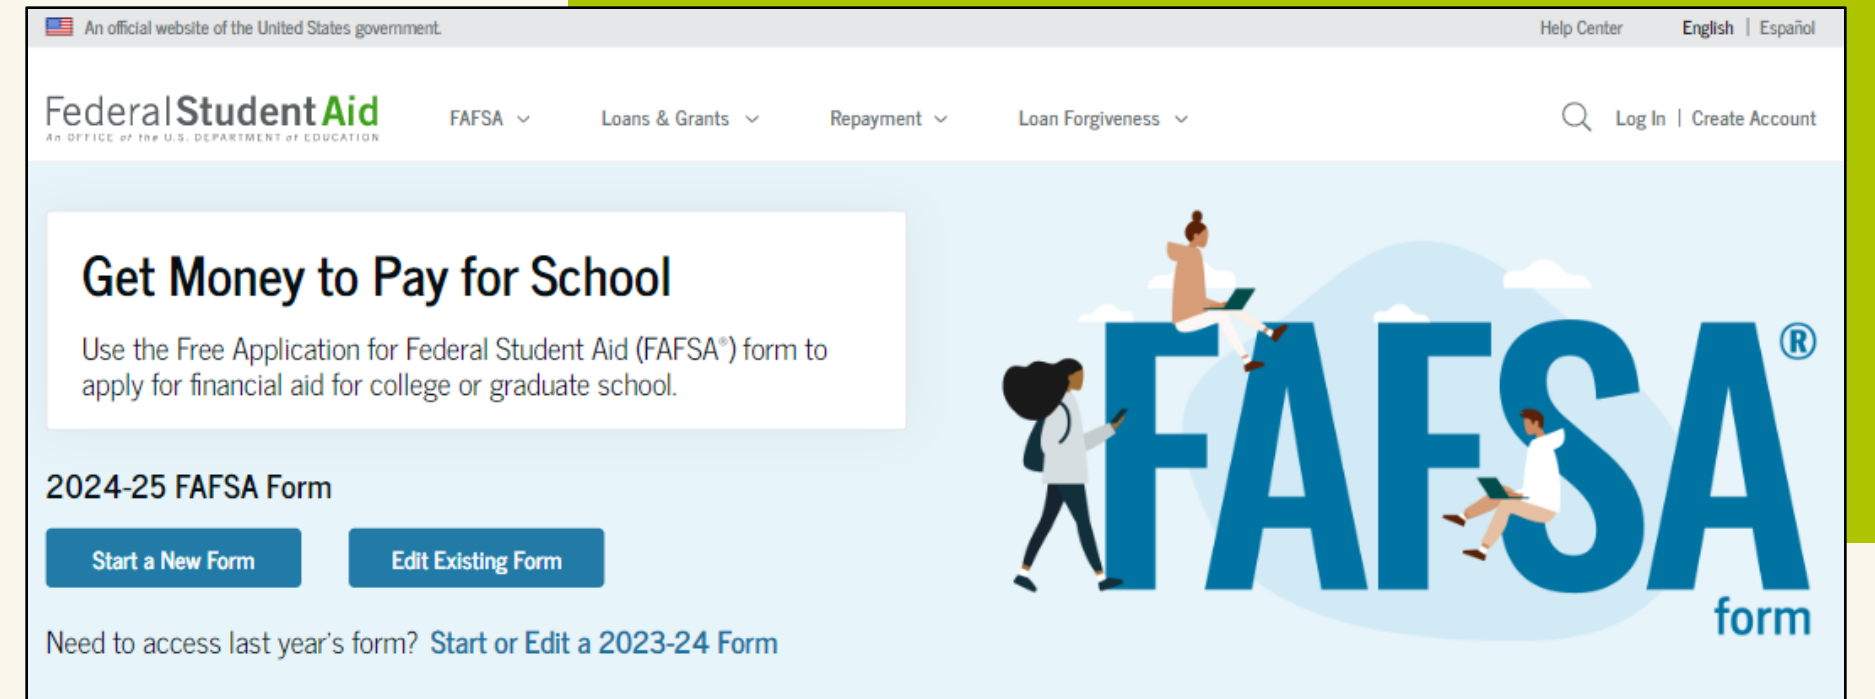 An official website of the United States government.
Help Center English | Español
Federal Student Aid
An OFFICE of the U.S. DEPARTMENT of EDUCATION
FAFSA Loans & Grants Repayment Loan Forgiveness
Log In | Create Account
Get Money to Pay for School
Use the Free Application for Federal Student Aid (FAFSA®) form to
apply for financial aid for college or graduate school.
2024-25 FAFSA Form
Start a New Form Edit Existing Form
Need to access last year's form? Start or Edit a 2023-24 Form
FAFSA®
form